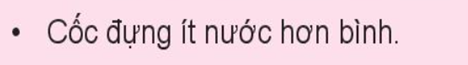 • Cốc đựng ít nước hơn bình.